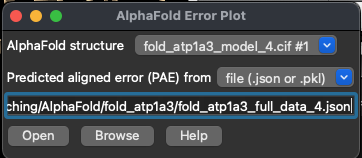 AlphaFold Error Plot
AlphaFold structure fold_atp1a3_model_4.cif #1
Predicted aligned error (PAE) from file (.json or .pkl)
ching/AlphaFold/fold_atp1a3/fold_atp1a3_full_data_4.json
Open Browse Help